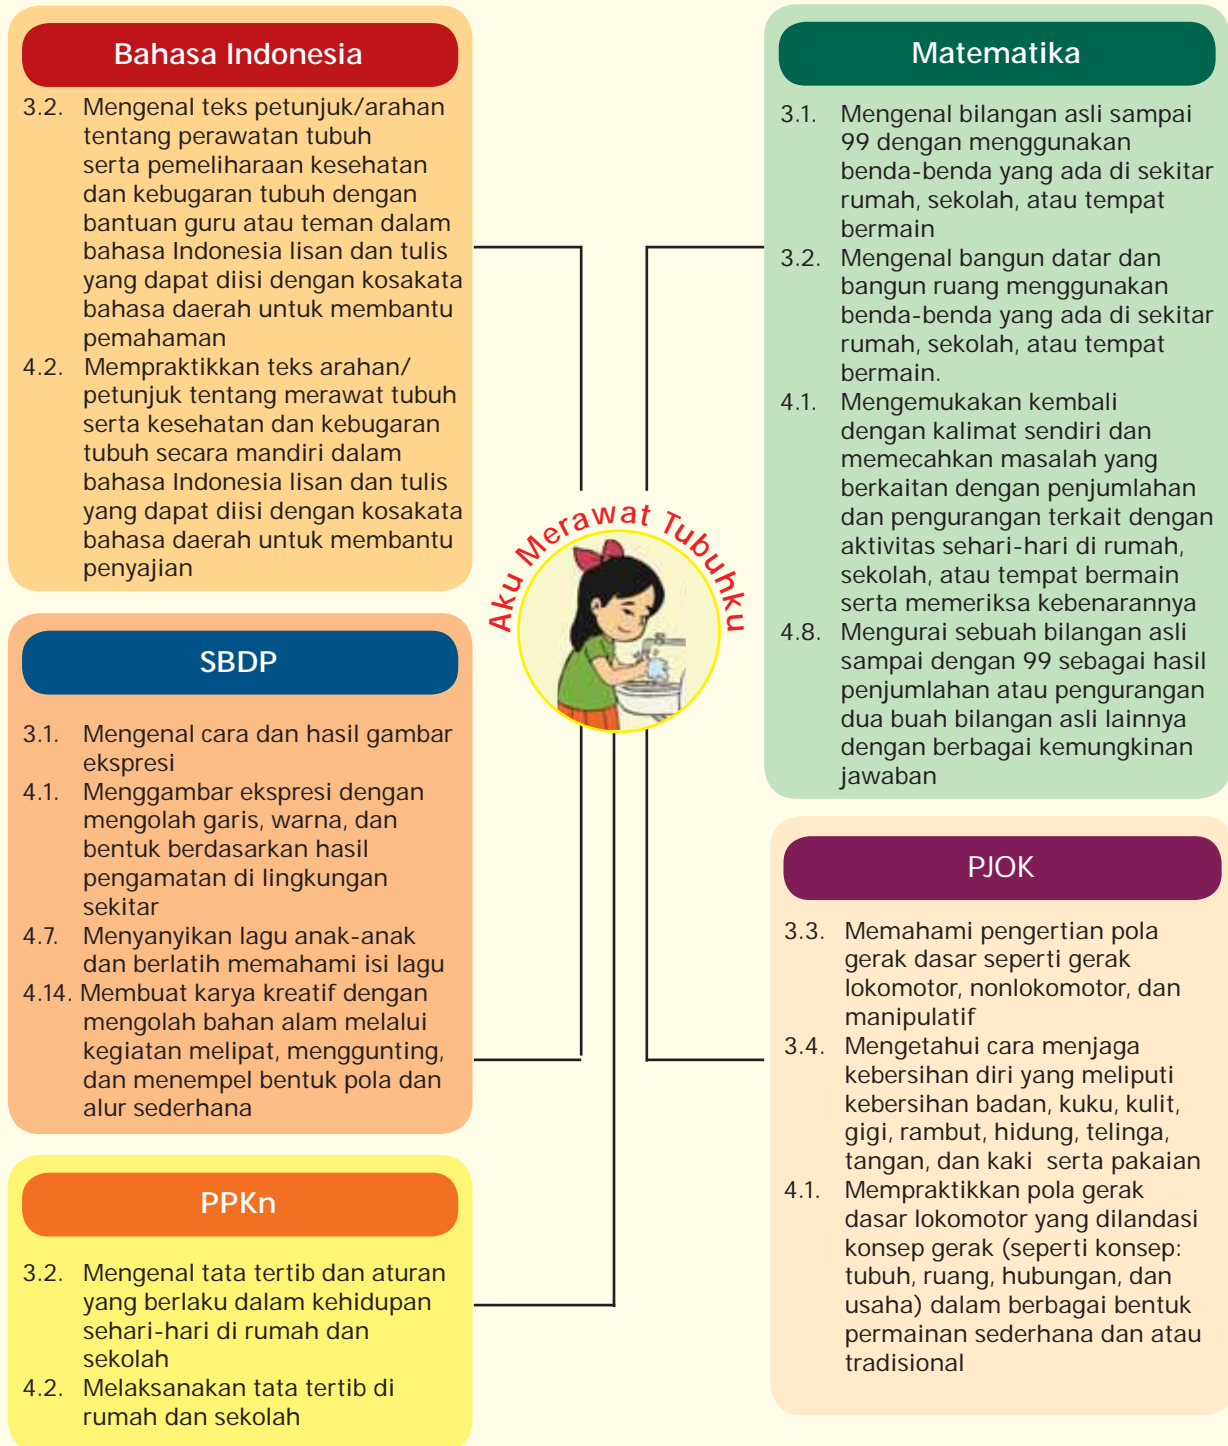 Bahasa Indonesia
3.2. Mengenal teks petunjuk/arahan
tentang perawatan tubuh
serta pemeliharaan kesehatan
dan kebugaran tubuh dengan
bantuan guru atau teman dalam
bahasa Indonesia lisan dan tulis
yang dapat diisi dengan kosakata
bahasa daerah untuk membantu
pemahaman
4.2. Mempraktikkan teks arahan/
petunjuk tentang merawat tubuh
serta kesehatan dan kebugaran
tubuh secara mandiri dalam
bahasa Indonesia lisan dan tulis
yang dapat diisi dengan kosakata
bahasa daerah untuk membantu
penyajian
SBDP
3.1. Mengenal cara dan hasil gambar
ekspresi
4.1. Menggambar ekspresi dengan
mengolah garis, warna, dan
bentuk berdasarkan hasil
pengamatan di lingkungan
sekitar
4.7. Menyanyikan lagu anak-anak
dan berlatih memahami isi lagu
4.14. Membuat karya kreatif dengan
mengolah bahan alam melalui
kegiatan melipat, menggunting,
dan menempel bentuk pola dan
alur sederhana
PPKn
3.2. Mengenal tata tertib dan aturan
yang berlaku dalam kehidupan
sehari-hari di rumah dan
sekolah
4.2. Melaksanakan tata tertib di
rumah dan sekolah
Aku Merawat Tubuhku
Matematika
3.1. Mengenal bilangan asli sampai
99 dengan menggunakan
benda-benda yang ada di sekitar
rumah, sekolah, atau tempat
bermain
3.2. Mengenal bangun datar dan
bangun ruang menggunakan
benda-benda yang ada di sekitar
rumah, sekolah, atau tempat
bermain.
4.1. Mengemukakan kembali
dengan kalimat sendiri dan
memecahkan masalah yang
berkaitan dengan penjumlahan
dan pengurangan terkait dengan
aktivitas sehari-hari di rumah,
sekolah, atau tempat bermain
serta memeriksa kebenarannya
4.8. Mengurai sebuah bilangan asli
sampai dengan 99 sebagai hasil
penjumlahan atau pengurangan
dua buah bilangan asli lainnya
dengan berbagai kemungkinan
jawaban
PJOK
3.3. Memahami pengertian pola
gerak dasar seperti gerak
lokomotor, nonlokomotor, dan
manipulatif
3.4. Mengetahui cara menjaga
kebersihan diri yang meliputi
kebersihan badan, kuku, kulit,
gigi, rambut, hidung, telinga,
tangan, dan kaki serta pakaian
4.1. Mempraktikkan pola gerak
dasar lokomotor yang dilandasi
konsep gerak (seperti konsep:
tubuh, ruang, hubungan, dan
usaha) dalam berbagai bentuk
permainan sederhana dan atau
tradisional